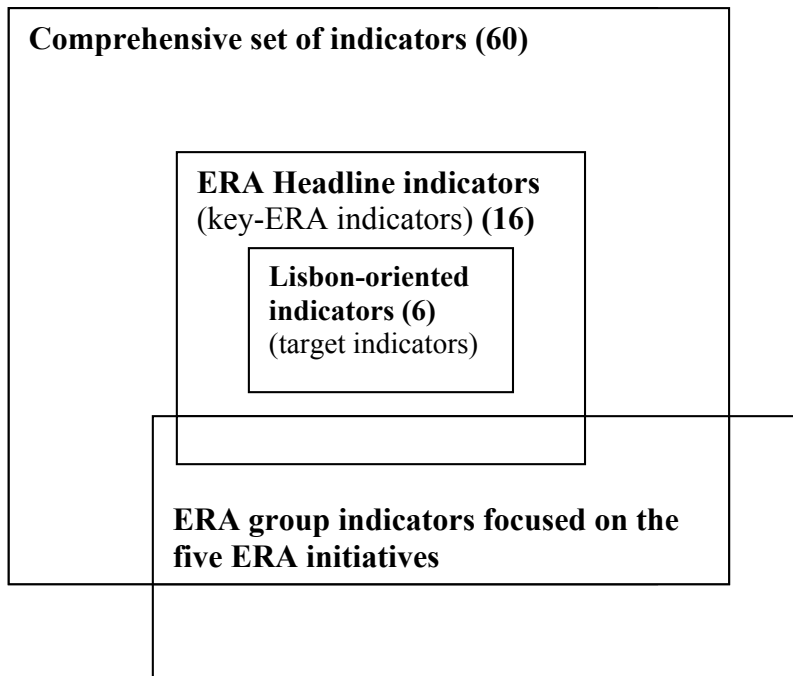 Comprehensive set of indicators (60)
ERA Headline indicators
(key-ERA indicators) (16)
Lisbon-oriented
indicators (6)
(target indicators)
ERA group indicators focused on the
five ERA initiatives